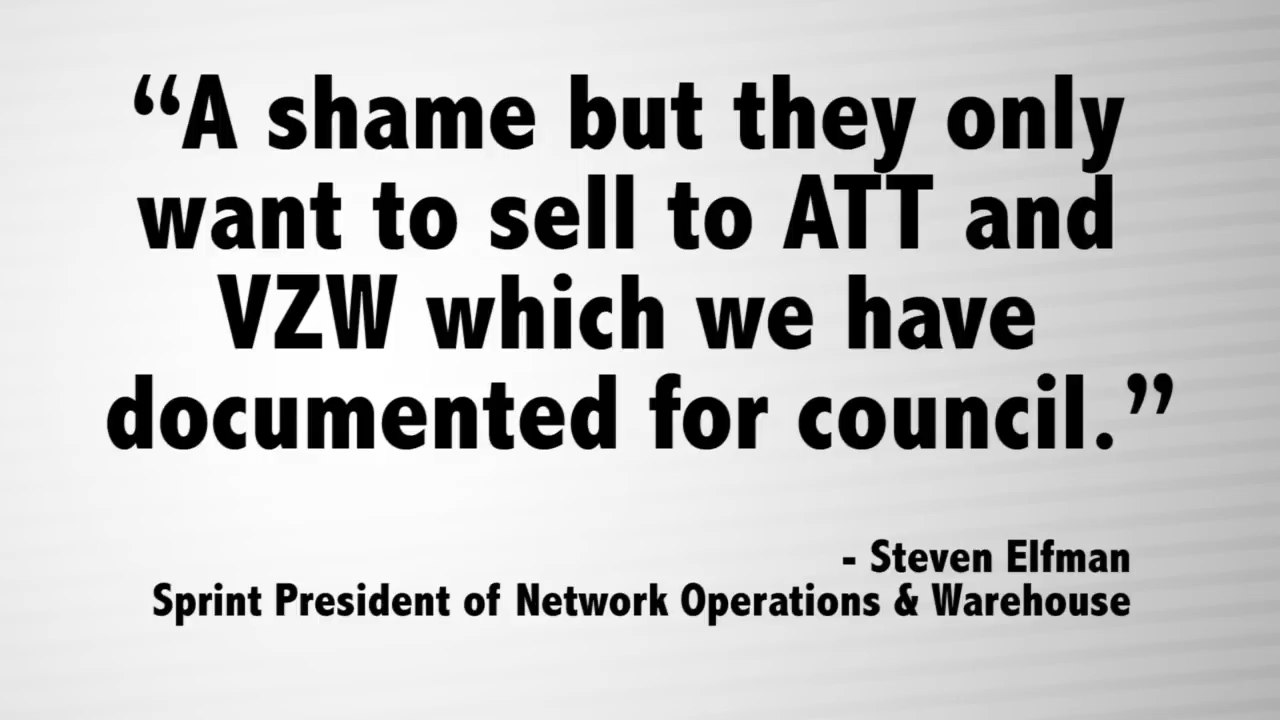 “A shame but they only
want to sell to ATT and
VZW which we have
documented for council.”
- Steven Elfman
Sprint President of Network Operations & Warehouse